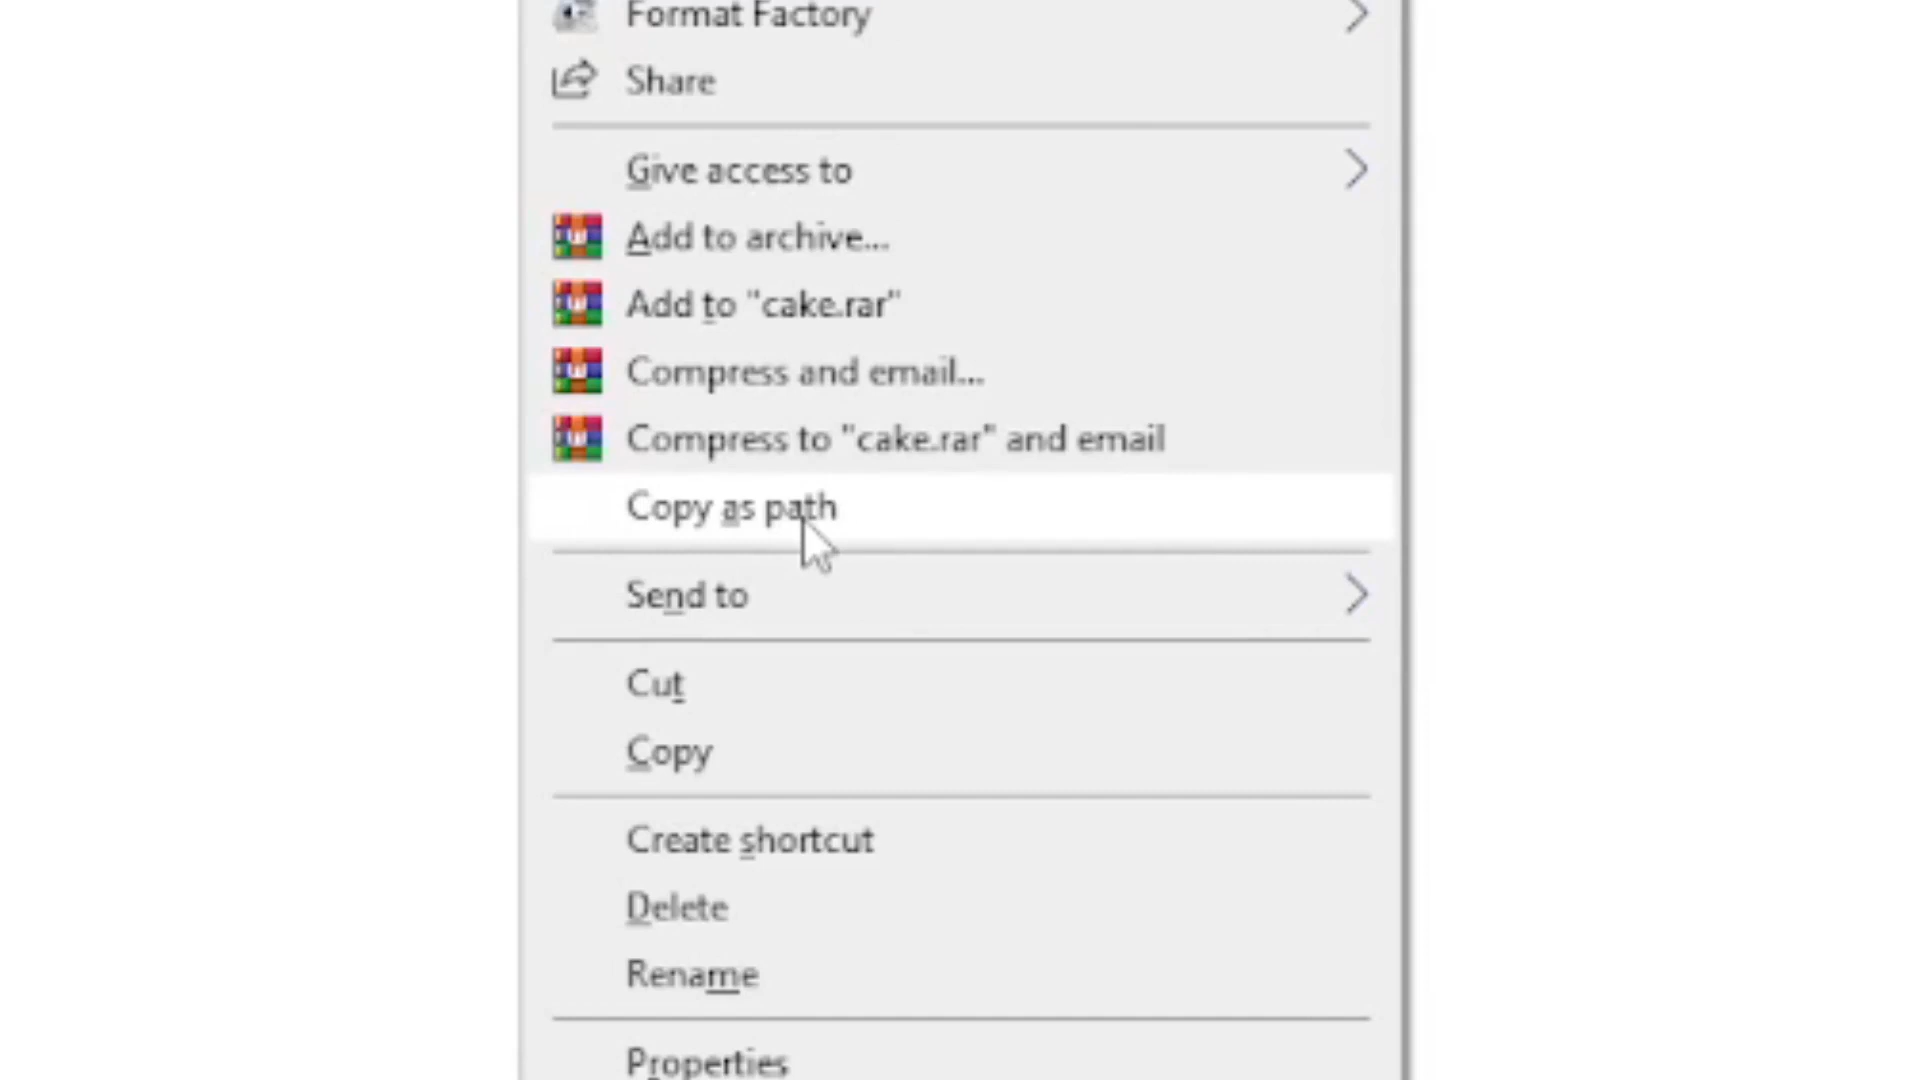 Format Factory
Share
Give access to
Add to archive...
Add to "cake.rar"
Compress and email...
Compress to "cake.rar" and email
Copy as path
Send to
Cut
Copy
Create shortcut
Delete
Rename
Properties